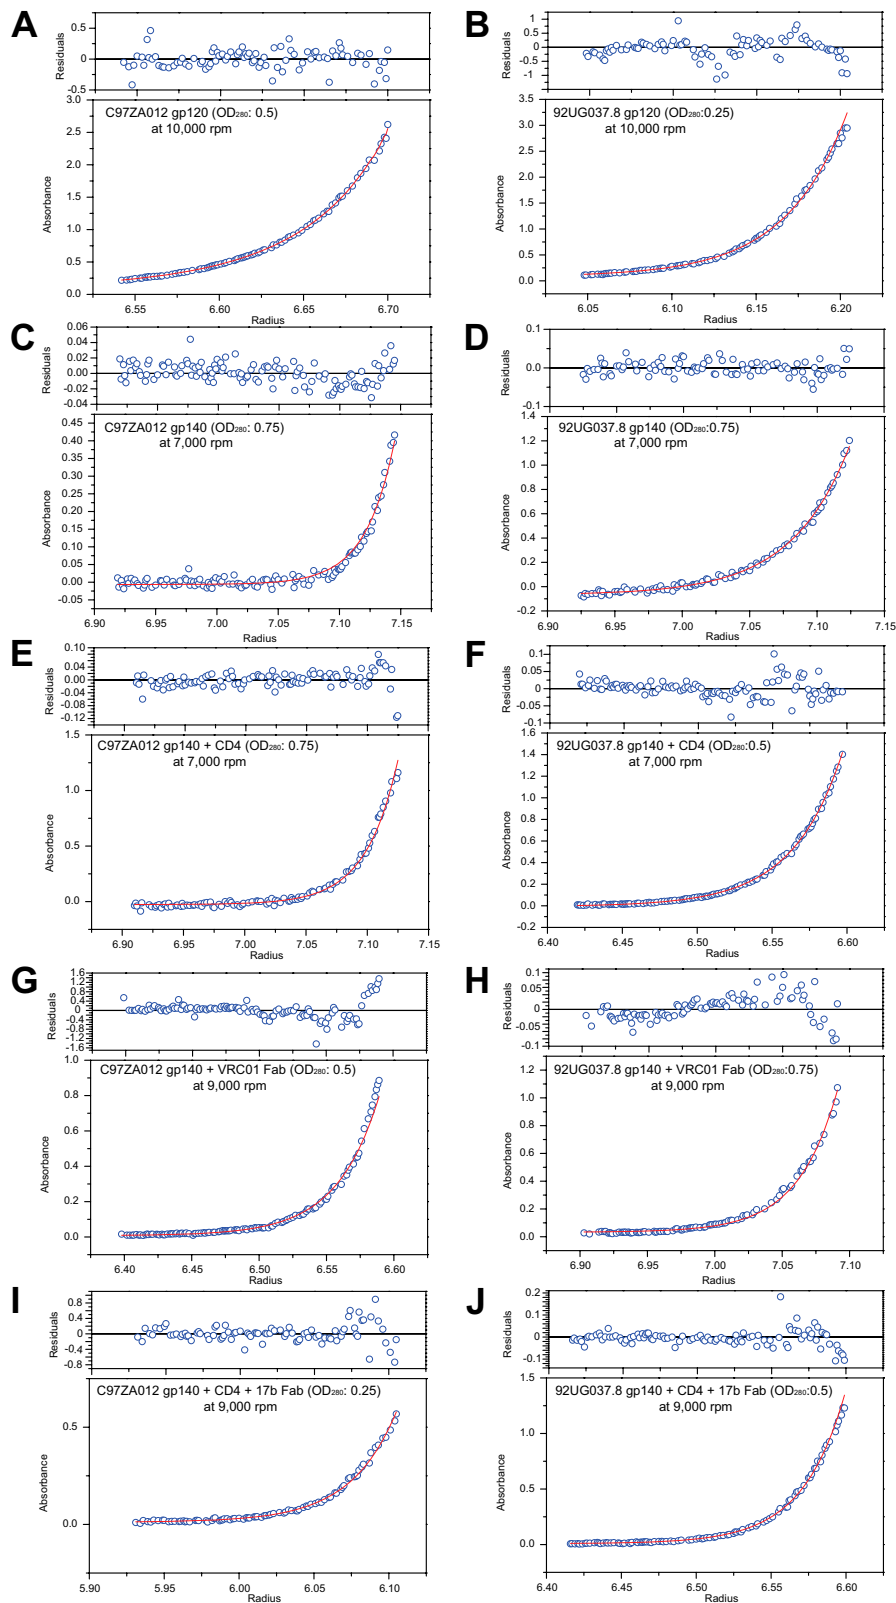 A
0.5
0
-0.5
Residuals
3.0
2.5
2.0
1.5
1.0
0.5
0.0
Absorbance
C97ZA012 gp120 (OD280: 0.5)
at 10,000 rpm
6.55 6.60 6.65 6.70
Radius
B
1
0.5
0
-0.5
-1
Residuals
3.5
3.0
2.5
2.0
1.5
1.0
0.5
0.0
Absorbance
92UG037.8 gp120 (OD280:0.25)
at 10,000 rpm
6.05 6.10 6.15 6.20
Radius
C
0.06
0.04
0.02
0.00
-0.02
-0.04
Residuals
0.45
0.40
0.35
0.30
0.25
0.20
0.15
0.10
0.05
0.00
-0.05
Absorbance
C97ZA012 gp140 (OD280: 0.75)
at 7,000 rpm
6.90 6.95 7.00 7.05 7.10 7.15
Radius
D
0.1
0.0
-0.1
Residuals
1.4
1.2
1.0
0.8
0.6
0.4
0.2
0.0
-0.2
Absorbance
92UG037.8 gp140 (OD280:0.75)
at 7,000 rpm
6.90 6.95 7.00 7.05 7.10 7.15
Radius
E
0.10
0.04
0.00
-0.04
-0.08
-0.12
Residuals
1.5
1.0
0.5
0.0
Absorbance
C97ZA012 gp140 + CD4 (OD280: 0.75)
at 7,000 rpm
6.90 6.95 7.00 7.05 7.10 7.15
Radius
F
0.1
0.05
0
-0.05
-0.1
Residuals
1.6
1.4
1.2
1.0
0.8
0.6
0.4
0.2
0.0
-0.2
Absorbance
92UG037.8 gp140 + CD4 (OD280:0.5)
at 7,000 rpm
6.40 6.45 6.50 6.55 6.60
Radius
G
1.6
1.2
0.8
0.4
0
-0.4
-0.8
-1.2
-1.6
Residuals
1.0
0.8
0.6
0.4
0.2
0.0
Absorbance
C97ZA012 gp140 + VRC01 Fab (OD280: 0.5)
at 9,000 rpm
6.40 6.45 6.50 6.55 6.60
Radius
H
0.1
0.05
0
-0.05
-0.1
Residuals
1.2
1.0
0.8
0.6
0.4
0.2
0.0
Absorbance
92UG037.8 gp140 + VRC01 Fab (OD280:0.75)
at 9,000 rpm
6.90 6.95 7.00 7.05 7.10
Radius
I
0.8
0.4
0
-0.4
-0.8
Residuals
0.5
0.0
Absorbance
C97ZA012 gp140 + CD4 + 17b Fab (OD280: 0.25)
at 9,000 rpm
5.90 5.95 6.00 6.05 6.10
Radius
J
0.2
0.1
0
-0.1
Residuals
1.5
1.0
0.5
0.0
Absorbance
92UG037.8 gp140 + CD4 + 17b Fab (OD280:0.5)
at 9,000 rpm
6.40 6.45 6.50 6.55 6.60
Radius